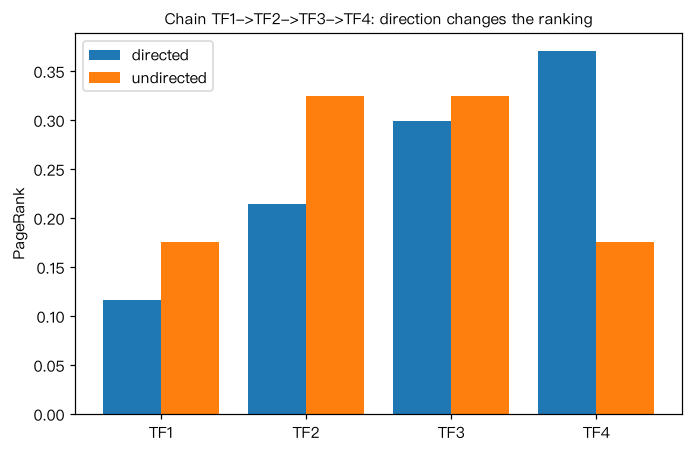 Chain TF1–>TF2–>TF3–>TF4: direction changes the ranking
directed
undirected
PageRank
0.35
0.30
0.25
0.20
0.15
0.10
0.05
0.00
TF1
TF2
TF3
TF4